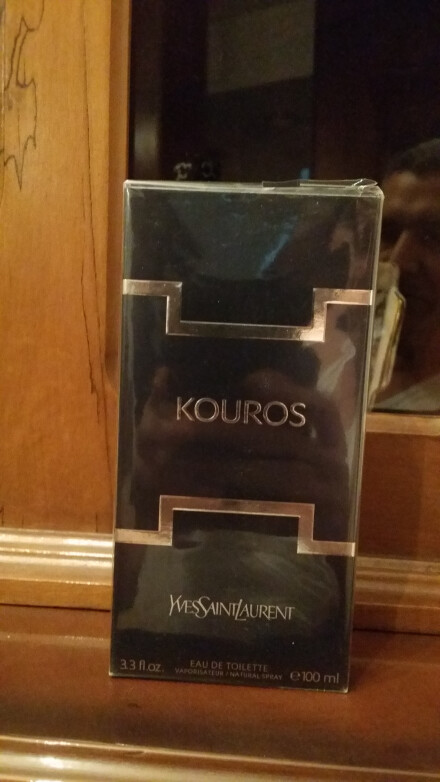 KOUROS
YVESSAINTLAURENT
3.3 fl.oz. EAU DE TOILETTE ℮100 ml
VAPORISATEUR / NATURAL SPRAY